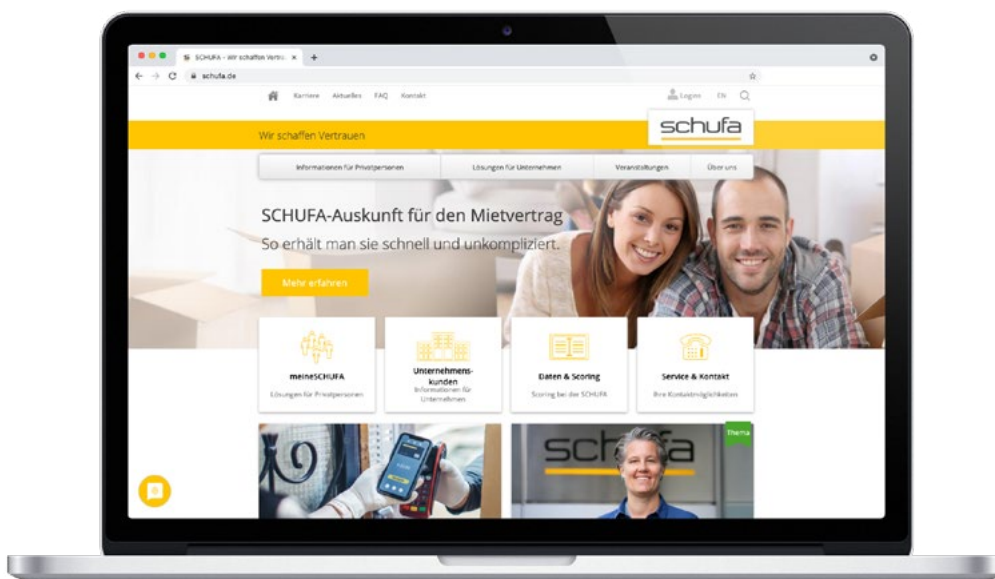 SCHUFA - Wir schaffen Vertru. × +
schufa.de
Karriere Aktuelles FAQ Kontakt
Login EN
schufa
Wir schaffen Vertrauen
Informationen für Privatpersonen Lösungen für Unternehmen Veranstaltungen Über uns
SCHUFA-Auskunft für den Mietvertrag
So erhält man sie schnell und unkompliziert.
Mehr erfahren
meineSCHUFA
Lösungen für Privatpersonen
Unternehmens-
kunden
Informationen für
Unternehmen
Daten & Scoring
Scoring bei der SCHUFA
Service & Kontakt
Ihre Kontaktmöglichkeiten
Thema